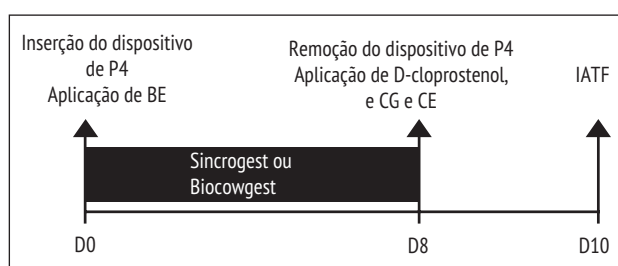 Inserção do dispositivo
de P4
Aplicação de BE
Remoção do dispositivo de P4
Aplicação de D-cloprostenol,
e CG e CE
IATF
Sincrogest ou
Biocowgest
D0
D8
D10